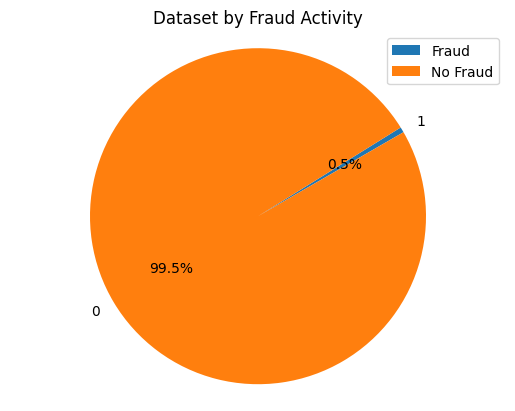 Dataset by Fraud Activity
Fraud
No Fraud
1
0.5%
99.5%
0